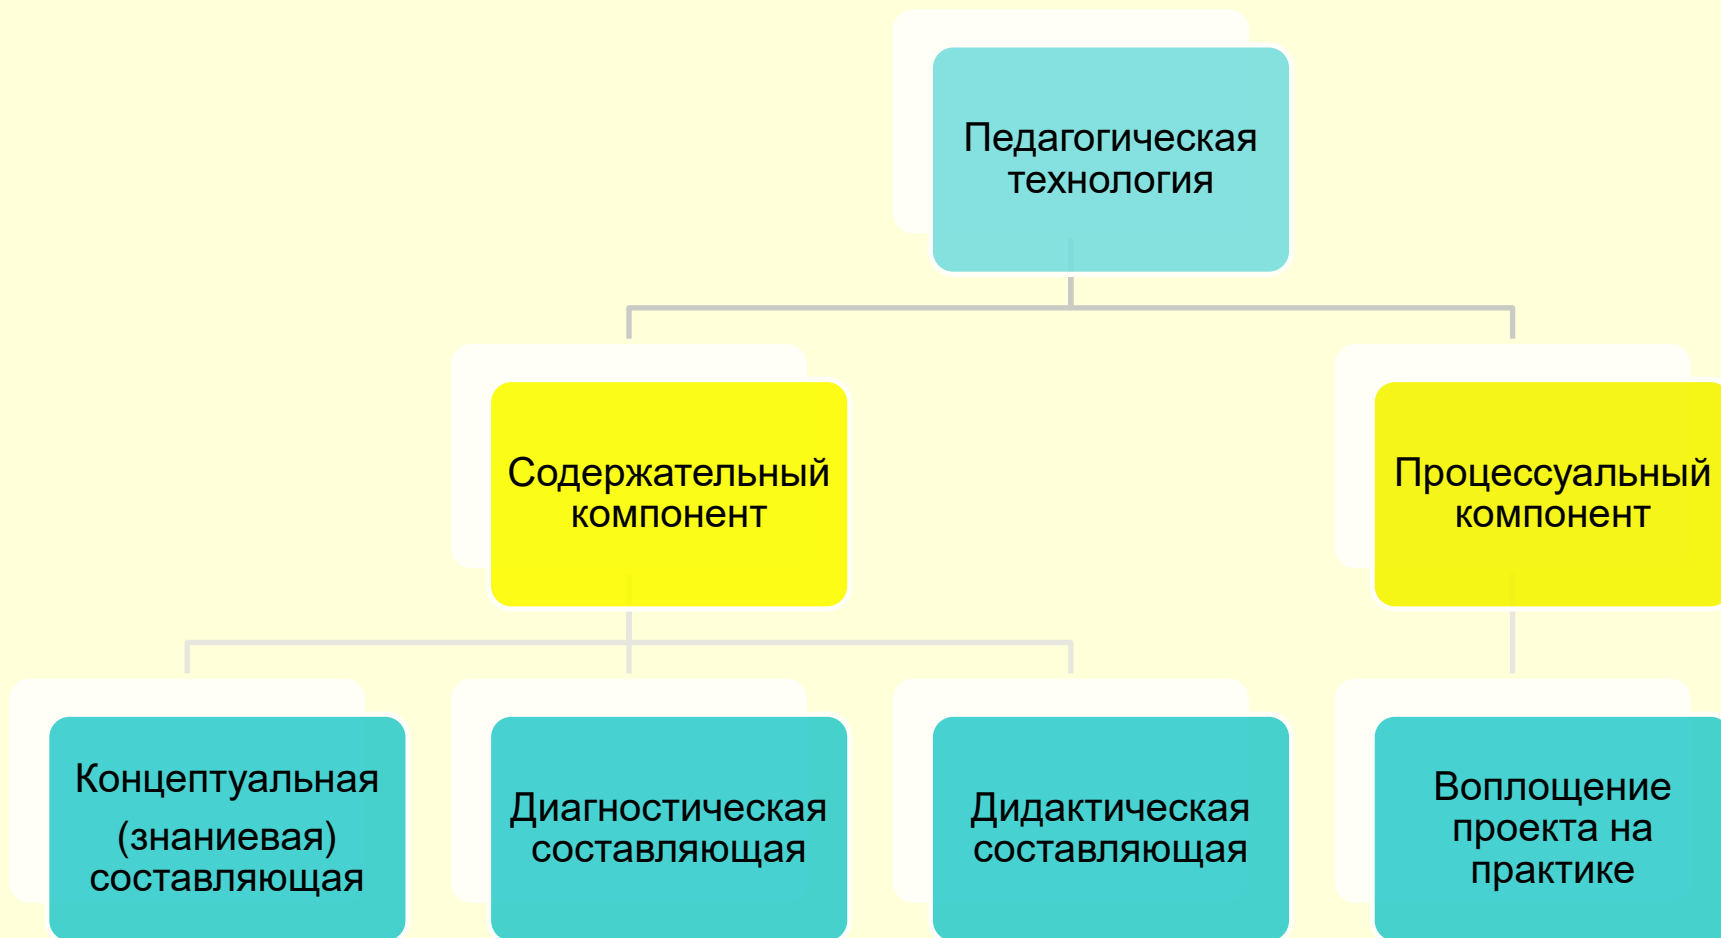 Педагогическая
технология
Содержательный
компонент
Процессуальный
компонент
Концептуальная
(знаниевая)
составляющая
Диагностическая
составляющая
Дидактическая
составляющая
Воплощение
проекта на
практике